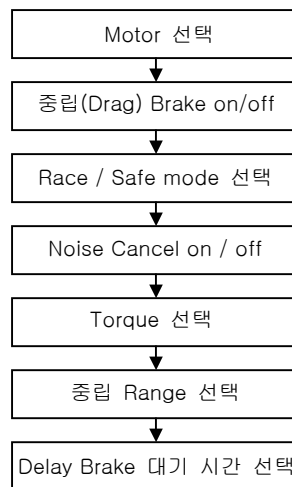 Motor 선택
중립(Drag) Brake on/off
Race / Safe mode 선택
Noise Cancel on / off
Torque 선택
중립 Range 선택
Delay Brake 대기 시간 선택